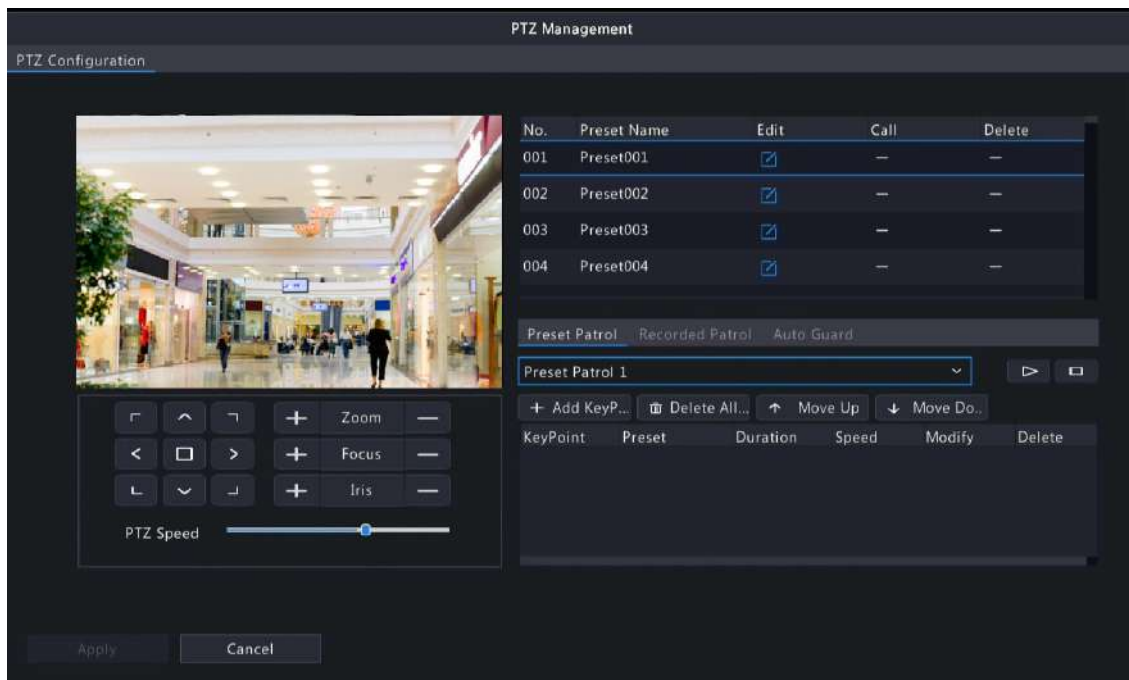 PTZ Management
PTZ Configuration
No. Preset Name Edit Call Delete
001 Preset001
002 Preset002
003 Preset003
004 Preset004
Preset Patrol Recorded Patrol Auto Guard
Preset Patrol 1
+ Add KeyP... Delete All... Move Up Move Do..
KeyPoint Preset Duration Speed Modify Delete
Zoom
Focus
Iris
PTZ Speed
Apply Cancel